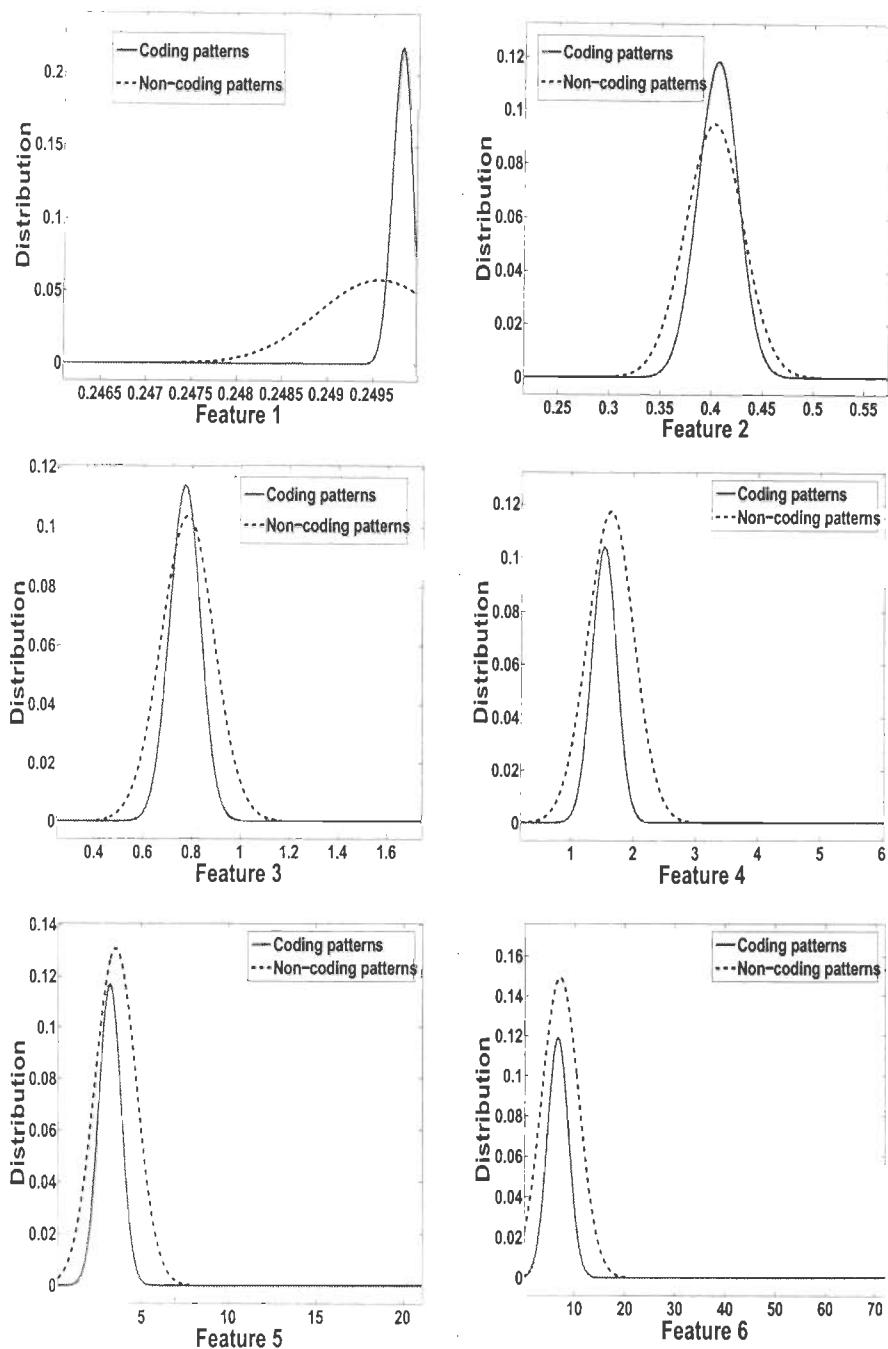 Coding patterns
Non-coding patterns
0.2
0.15
0.1
0.05
0
Distribution
0.2465 0.247 0.2475 0.248 0.2485 0.249 0.2495
Feature 1
Coding patterns
Non-coding patterns
0.12
0.1
0.08
0.06
0.04
0.02
0
Distribution
0.25 0.3 0.35 0.4 0.45 0.5 0.55
Feature 2
Coding patterns
Non-coding patterns
0.12
0.1
0.08
0.06
0.04
0.02
0
Distribution
0.4 0.6 0.8 1 1.2 1.4 1.6
Feature 3
Coding patterns
Non-coding patterns
0.12
0.1
0.08
0.06
0.04
0.02
0
Distribution
1 2 3 4 5 6
Feature 4
Coding patterns
Non-coding patterns
0.14
0.12
0.1
0.08
0.06
0.04
0.02
0
Distribution
5 10 15 20
Feature 5
Coding patterns
Non-coding patterns
0.16
0.14
0.12
0.1
0.08
0.06
0.04
0.02
0
Distribution
10 20 30 40 50 60 70
Feature 6